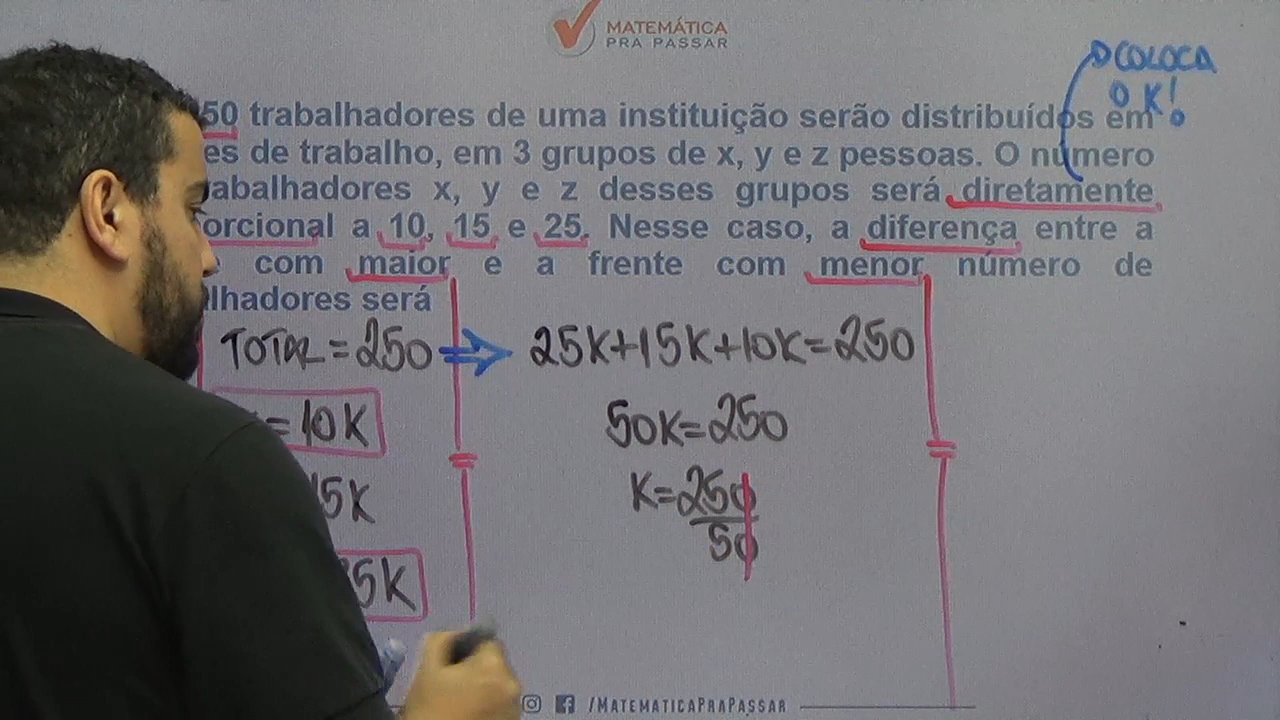 MATEMÁTICA
PRA PASSAR
COLOCA
O K!
50 trabalhadores de uma instituição serão distribuídos em
es de trabalho, em 3 grupos de x, y e z pessoas. O número
abalhadores x, y e z desses grupos será diretamente
orcional a 10, 15 e 25. Nesse caso, a diferença entre a
com maior e a frente com menor número de
lhadores será
TOTAL = 250 ⇒ 25K+15K+10K=250
= 10K
50K=250
15K
K=250
50
25K
/MATEMATICAPRAPASSAR